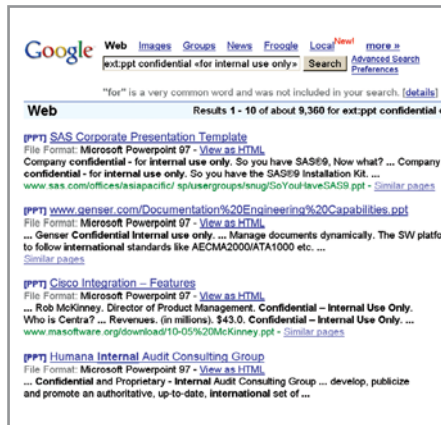 Google Web Images Groups News Froogle Local New! more »
ext:ppt confidential «for internal use only» Search Advanced Search
Preferences
"for" is a very common word and was not included in your search. [details]
Web Results 1 - 10 of about 9,360 for ext:ppt confidential «
[PPT] SAS Corporate Presentation Template
File Format: Microsoft Powerpoint 97 - View as HTML
Company confidential - for internal use only. So you have SAS®9, Now what? ... Company
confidential - for internal use only. So you have the SAS®9 Installation Kit. ...
www.sas.com/offices/asiapacific/ sp/usergroups/snug/SoYouHaveSAS9.ppt - Similar pages
[PPT] www.genser.com/Documentation%20Engineering%20Capabilities.ppt
File Format: Microsoft Powerpoint 97 - View as HTML
... Genser Confidential Internal use only. ... Manage documents dynamically. The SW platfo
to follow international standards like AECMA2000/ATA1000 etc. ...
Similar pages
[PPT] Cisco Integration – Features
File Format: Microsoft Powerpoint 97 - View as HTML
... Rob McKinney. Director of Product Management. Confidential – Internal Use Only.
Who is Centra? ... Revenues. (in millions). $43.0. Confidential – Internal Use Only. ...
www.masoftware.org/download/10-05%20McKinney.ppt - Similar pages
[PPT] Humana Internal Audit Consulting Group
File Format: Microsoft Powerpoint 97 - View as HTML
... Confidential and Proprietary - Internal Audit Consulting Group ... develop, publicize
and promote an authoritative, up-to-date, international set of ...